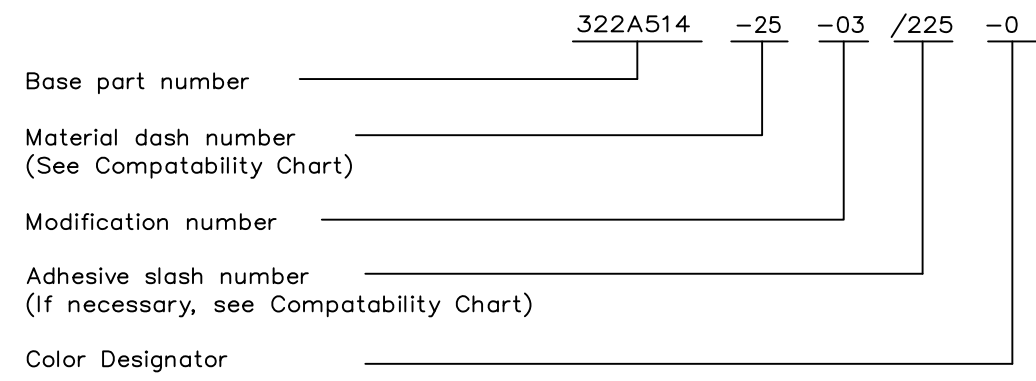 322A514 -25 -03 /225 -0
Base part number
Material dash number
(See Compatability Chart)
Modification number
Adhesive slash number
(If necessary, see Compatability Chart)
Color Designator